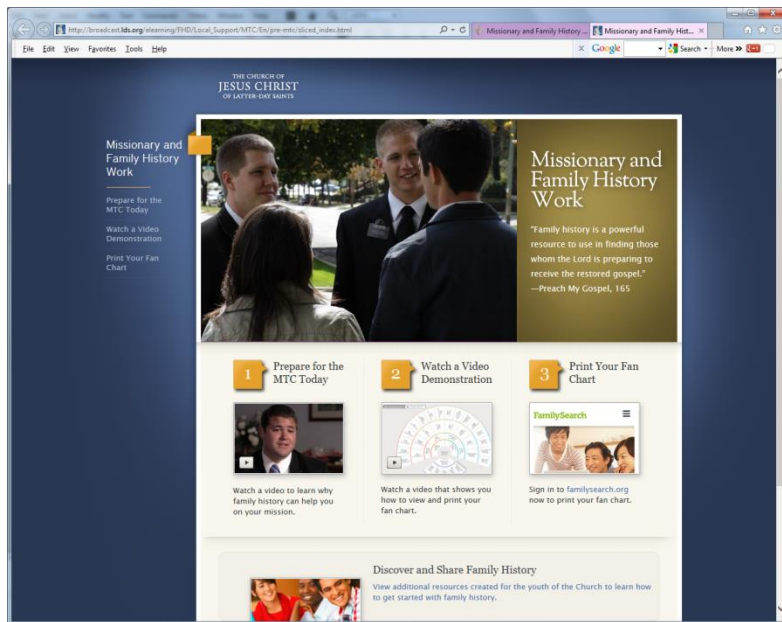 http://broadcast.lds.org/elearning/FHD/Local_Support/MTC/En/pre-mtc/sliced_index.html
Missionary and Family History ...
Missionary and Family Hist...
File Edit View Favorites Tools Help
x Google Search More »
THE CHURCH OF
JESUS CHRIST
OF LATTER-DAY SAINTS
Missionary and
Family History
Work
Prepare for the
MTC Today
Watch a Video
Demonstration
Print Your Fan
Chart
Missionary and
Family History
Work
"Family history is a powerful
resource to use in finding those
whom the Lord is preparing to
receive the restored gospel."
—Preach My Gospel, 165
1 Prepare for the
MTC Today
Watch a video to learn why
family history can help you
on your mission.
2 Watch a Video
Demonstration
Watch a video that shows you
how to view and print your
fan chart.
3 Print Your Fan
Chart
FamilySearch
Sign in to familysearch.org
now to print your fan chart.
Discover and Share Family History
View additional resources created for the youth of the Church to learn how
to get started with family history.